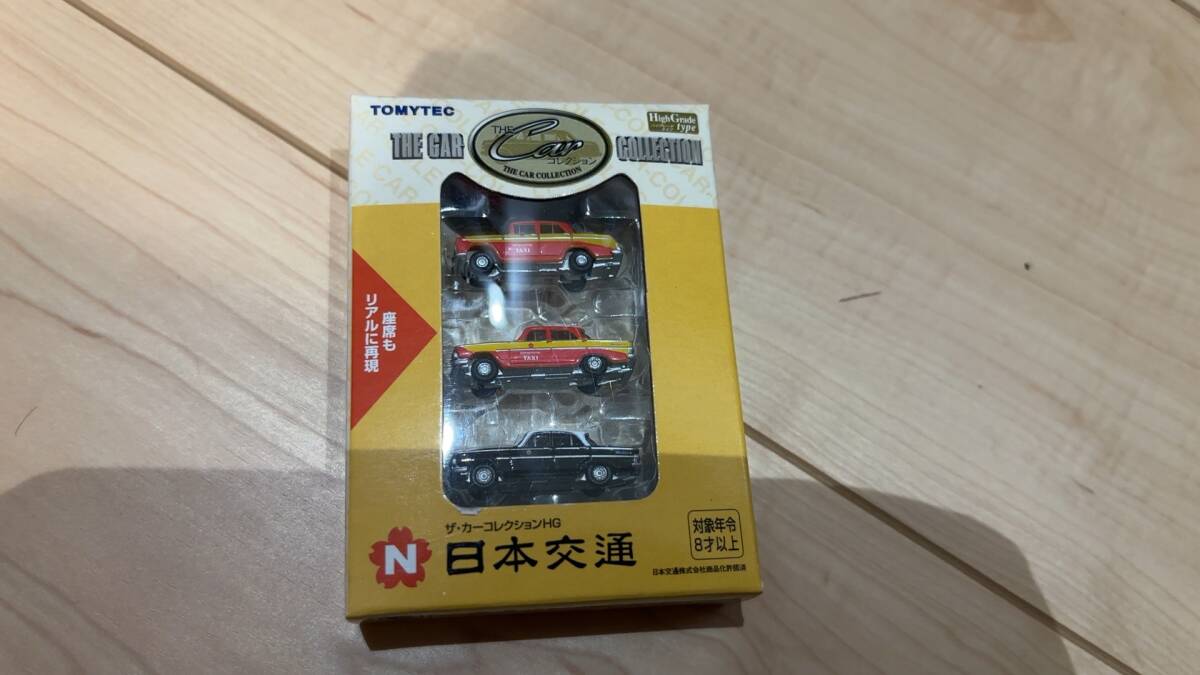 TOMYTEC
HighGrade
type
THE CAR
THE
Car
コレクション
THE CAR COLLECTION
COLLECTION
TAXI
TAXI
座席も
リアルに再現
ザ・カーコレクションHG
N
日本交通
対象年令
8才以上
日本交通株式会社商品化許諾済